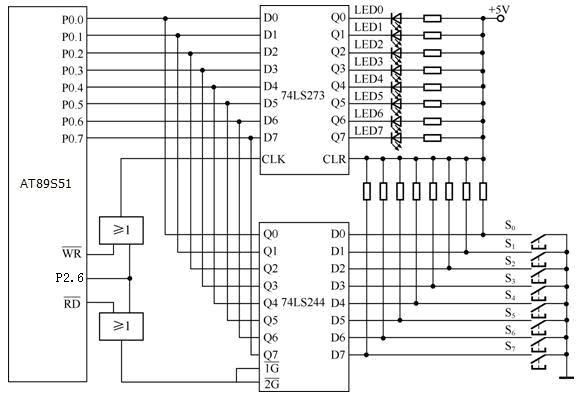 P0.0 D0 Q0 LED0 +5V
P0.1 D1 Q1 LED1
P0.2 D2 Q2 LED2
P0.3 D3 Q3 LED3
P0.4 D4 Q4 LED4
74LS273
P0.5 D5 Q5 LED5
P0.6 D6 Q6 LED6
P0.7 D7 Q7 LED7
CLK CLR
AT89S51
≥1
WR
P2.6
RD
≥1
Q0 D0 S0
Q1 D1 S1
Q2 D2 S2
Q3 D3 S3
Q4 74LS244 D4 S4
Q5 D5 S5
Q6 D6 S6
Q7 D7 S7
1G
2G